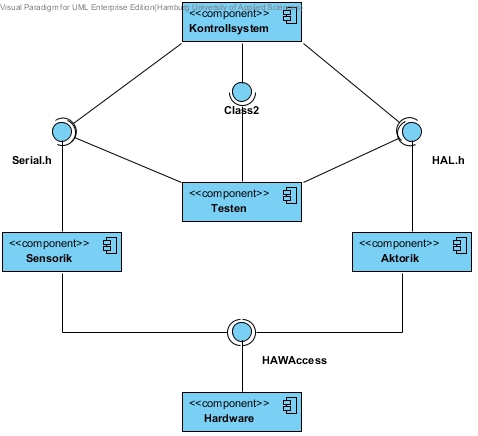 Visual Paradigm for UML Enterprise Edition(Hamburg University of Applied Sciences)
<<component>>
Kontrollsystem
Class2
Serial.h
HAL.h
<<component>>
Testen
<<component>>
Sensorik
<<component>>
Aktorik
HAWAccess
<<component>>
Hardware